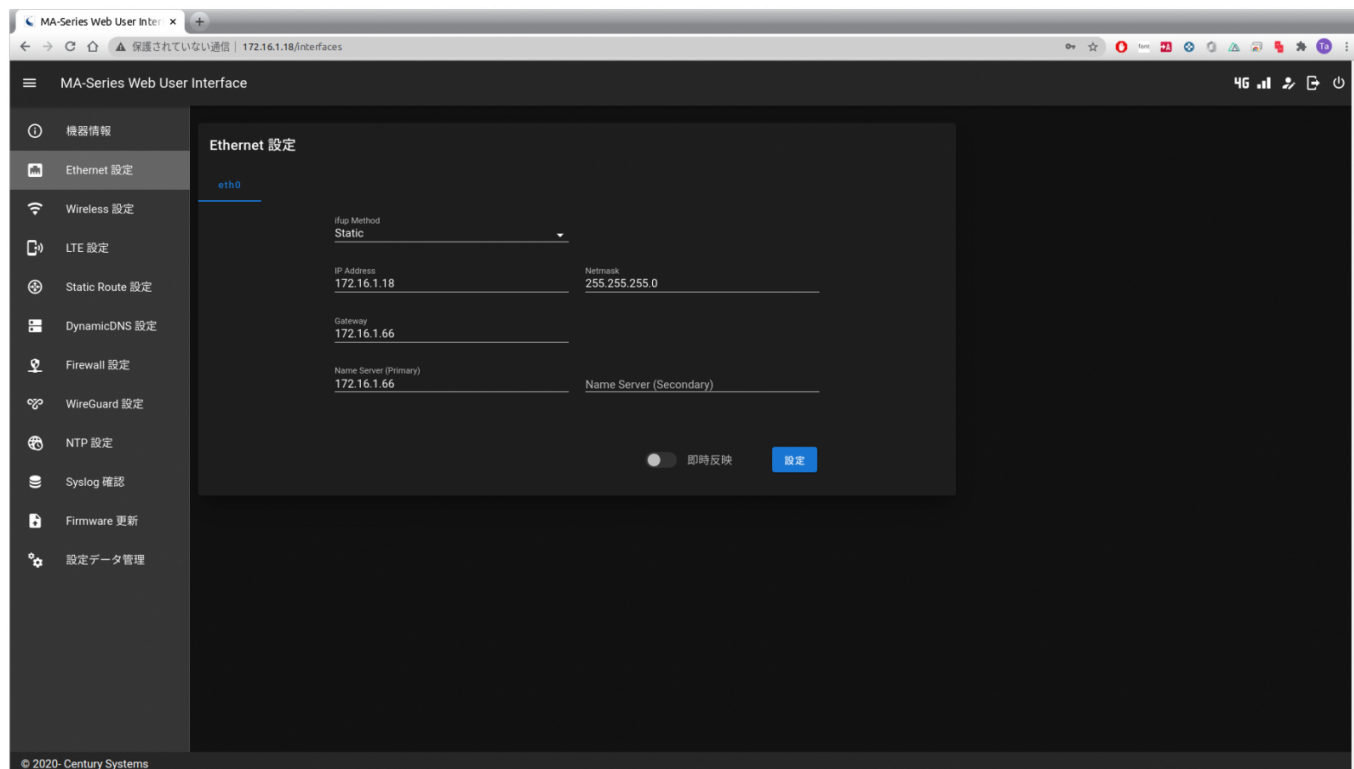 MA-Series Web User Inter
保護されていない通信 | 172.16.1.18/interfaces
MA-Series Web User Interface
4G
機器情報
Ethernet 設定
Wireless 設定
LTE 設定
Static Route 設定
DynamicDNS 設定
Firewall 設定
WireGuard 設定
NTP 設定
Syslog 確認
Firmware 更新
設定データ管理
Ethernet 設定
eth0
ifup Method
Static
IP Address
172.16.1.18
Netmask
255.255.255.0
Gateway
172.16.1.66
Name Server (Primary)
172.16.1.66
Name Server (Secondary)
即時反映
設定
© 2020- Century Systems